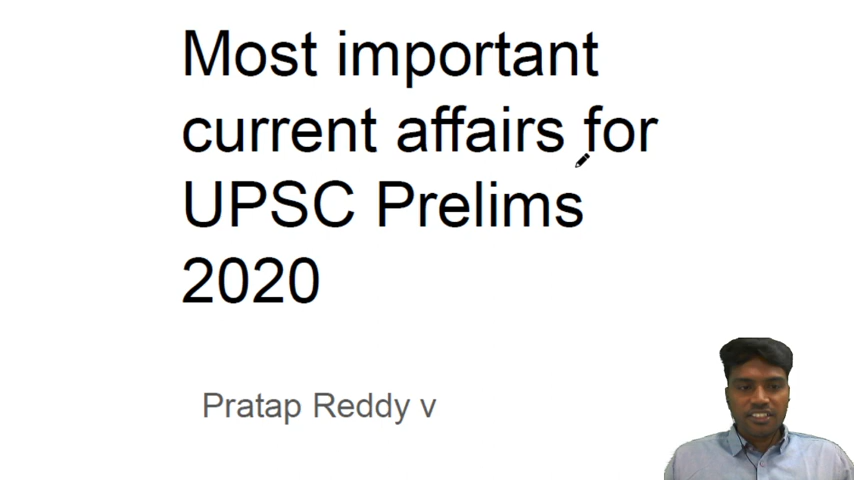 Most important
current affairs for
UPSC Prelims
2020
Pratap Reddy v